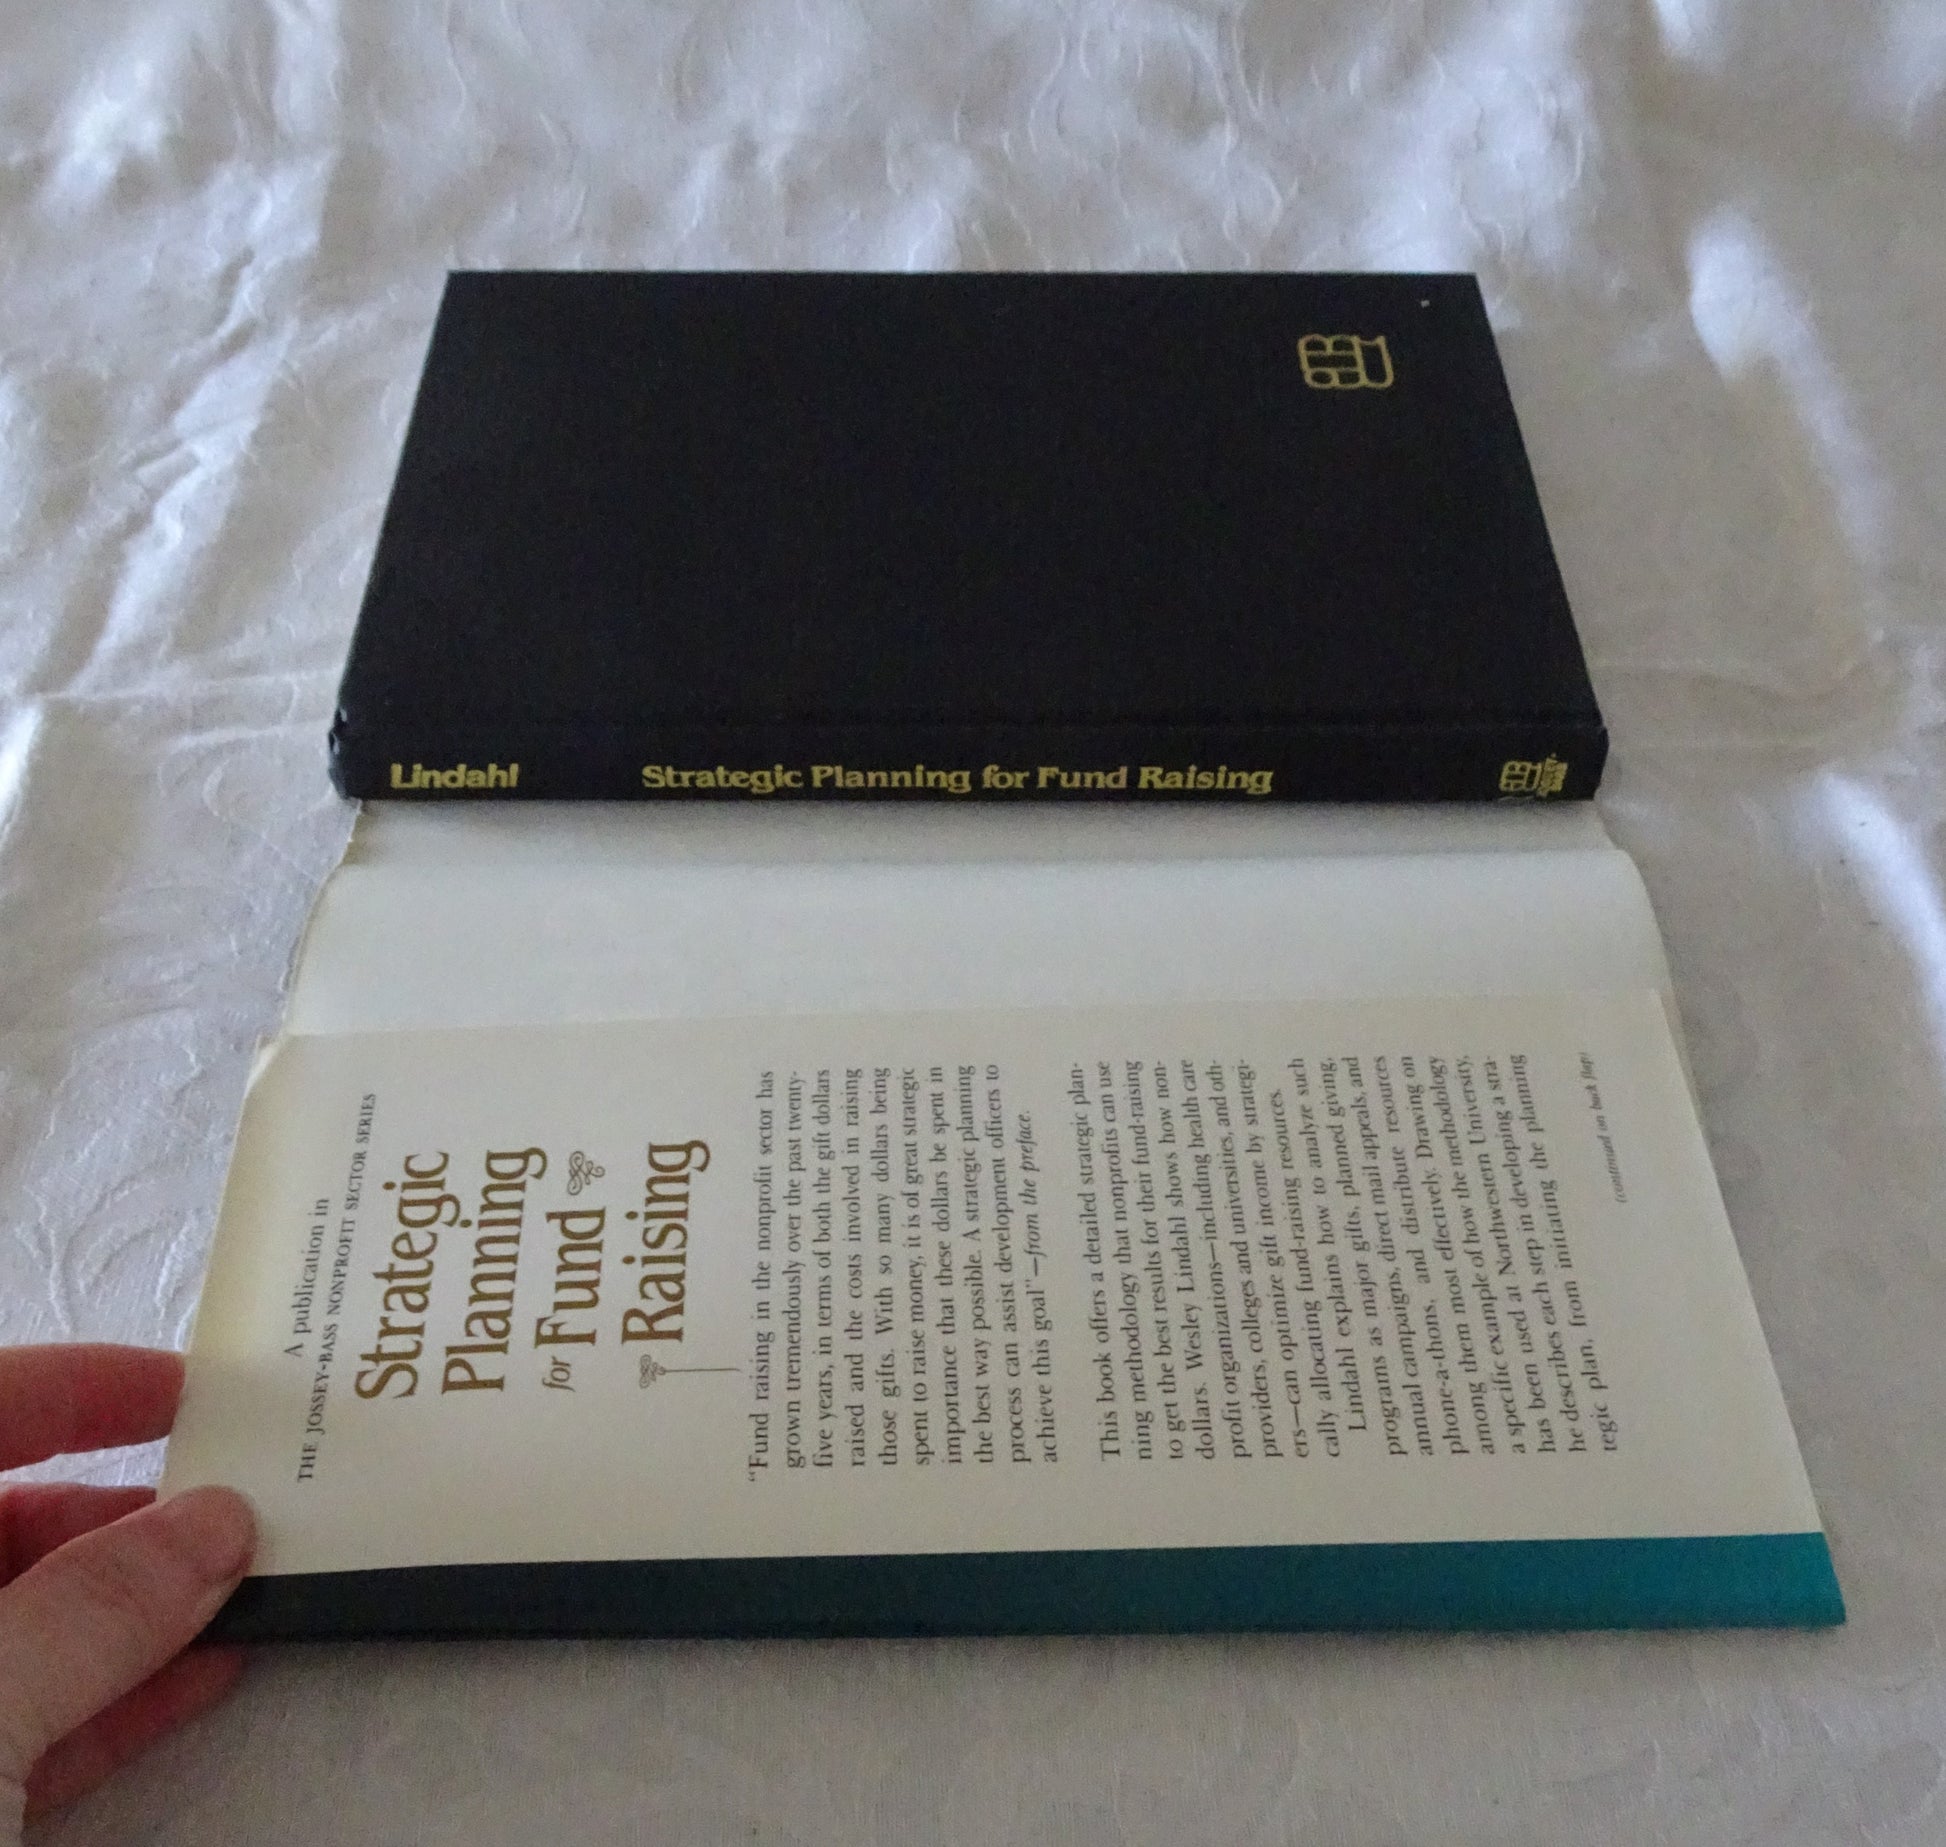 Lindahl Strategic Planning for Fund Raising
A publication in
THE JOSSEY-BASS NONPROFIT SECTOR SERIES
Strategic
Planning
for Fund
Raising
“Fund raising in the nonprofit sector has
grown tremendously over the past twenty-
five years, in terms of both the gift dollars
raised and the costs involved in raising
those gifts. With so many dollars being
spent to raise money, it is of great strategic
importance that these dollars be spent in
the best way possible. A strategic planning
process can assist development officers to
achieve this goal”—from the preface.
This book offers a detailed strategic plan-
ning methodology that nonprofits can use
to get the best results for their fund-raising
dollars. Wesley Lindahl shows how non-
profit organizations—including health care
providers, colleges and universities, and oth-
ers—can optimize gift income by strategi-
cally allocating fund-raising resources.
Lindahl explains how to analyze such
programs as major gifts, planned giving,
annual campaigns, direct mail appeals, and
phone-a-thons, and distribute resources
among them most effectively. Drawing on
a specific example of how the methodology
has been used at Northwestern University,
he describes each step in developing a stra-
tegic plan, from initiating the planning
(continued on back flap)